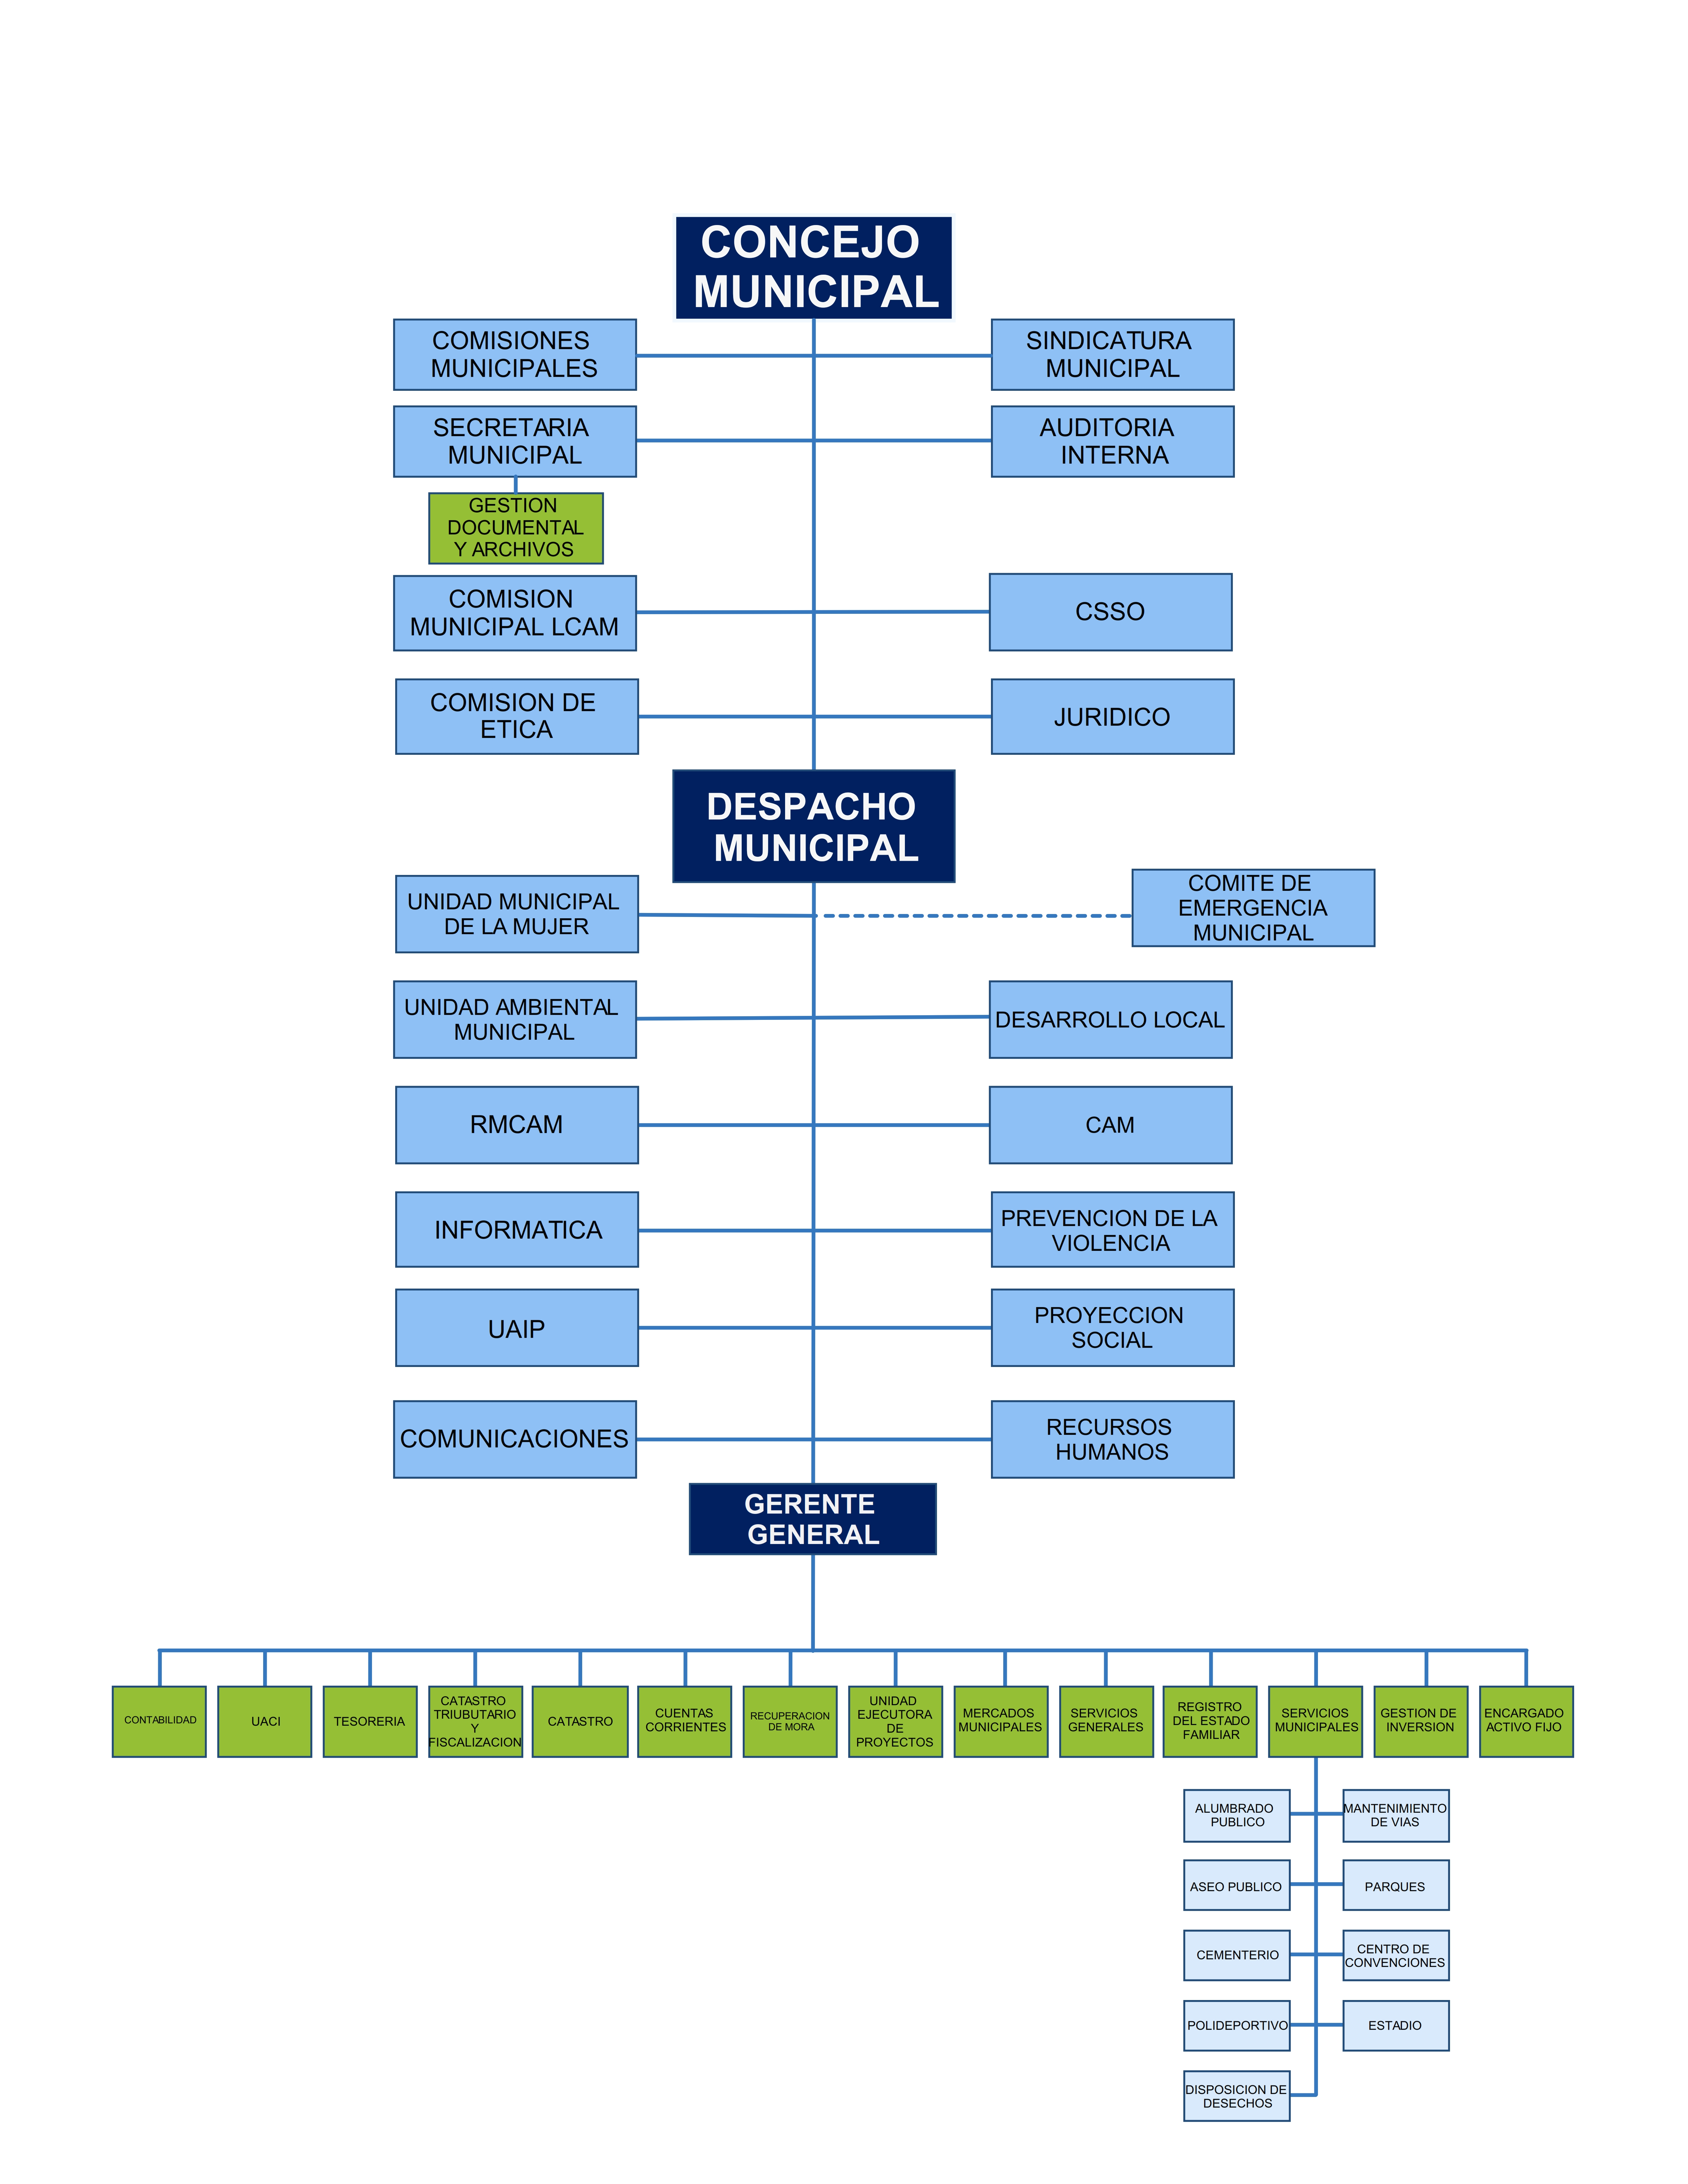 CONCEJO
MUNICIPAL
COMISIONES
MUNICIPALES
SINDICATURA
MUNICIPAL
SECRETARIA
MUNICIPAL
AUDITORIA
INTERNA
GESTION
DOCUMENTAL
Y ARCHIVOS
COMISION
MUNICIPAL LCAM
CSSO
COMISION DE
ETICA
JURIDICO
DESPACHO
MUNICIPAL
UNIDAD MUNICIPAL
DE LA MUJER
COMITE DE
EMERGENCIA
MUNICIPAL
UNIDAD AMBIENTAL
MUNICIPAL
DESARROLLO LOCAL
RMCAM
CAM
INFORMATICA
PREVENCION DE LA
VIOLENCIA
UAIP
PROYECCION
SOCIAL
COMUNICACIONES
RECURSOS
HUMANOS
GERENTE
GENERAL
CONTABILIDAD
UACI
TESORERIA
CATASTRO
TRIUBUTARIO
Y
FISCALIZACION
CATASTRO
CUENTAS
CORRIENTES
RECUPERACION
DE MORA
UNIDAD
EJECUTORA
DE
PROYECTOS
MERCADOS
MUNICIPALES
SERVICIOS
GENERALES
REGISTRO
DEL ESTADO
FAMILIAR
SERVICIOS
MUNICIPALES
GESTION DE
INVERSION
ENCARGADO
ACTIVO FIJO
ALUMBRADO
PUBLICO
MANTENIMIENTO
DE VIAS
ASEO PUBLICO
PARQUES
CEMENTERIO
CENTRO DE
CONVENCIONES
POLIDEPORTIVO
ESTADIO
DISPOSICION DE
DESECHOS